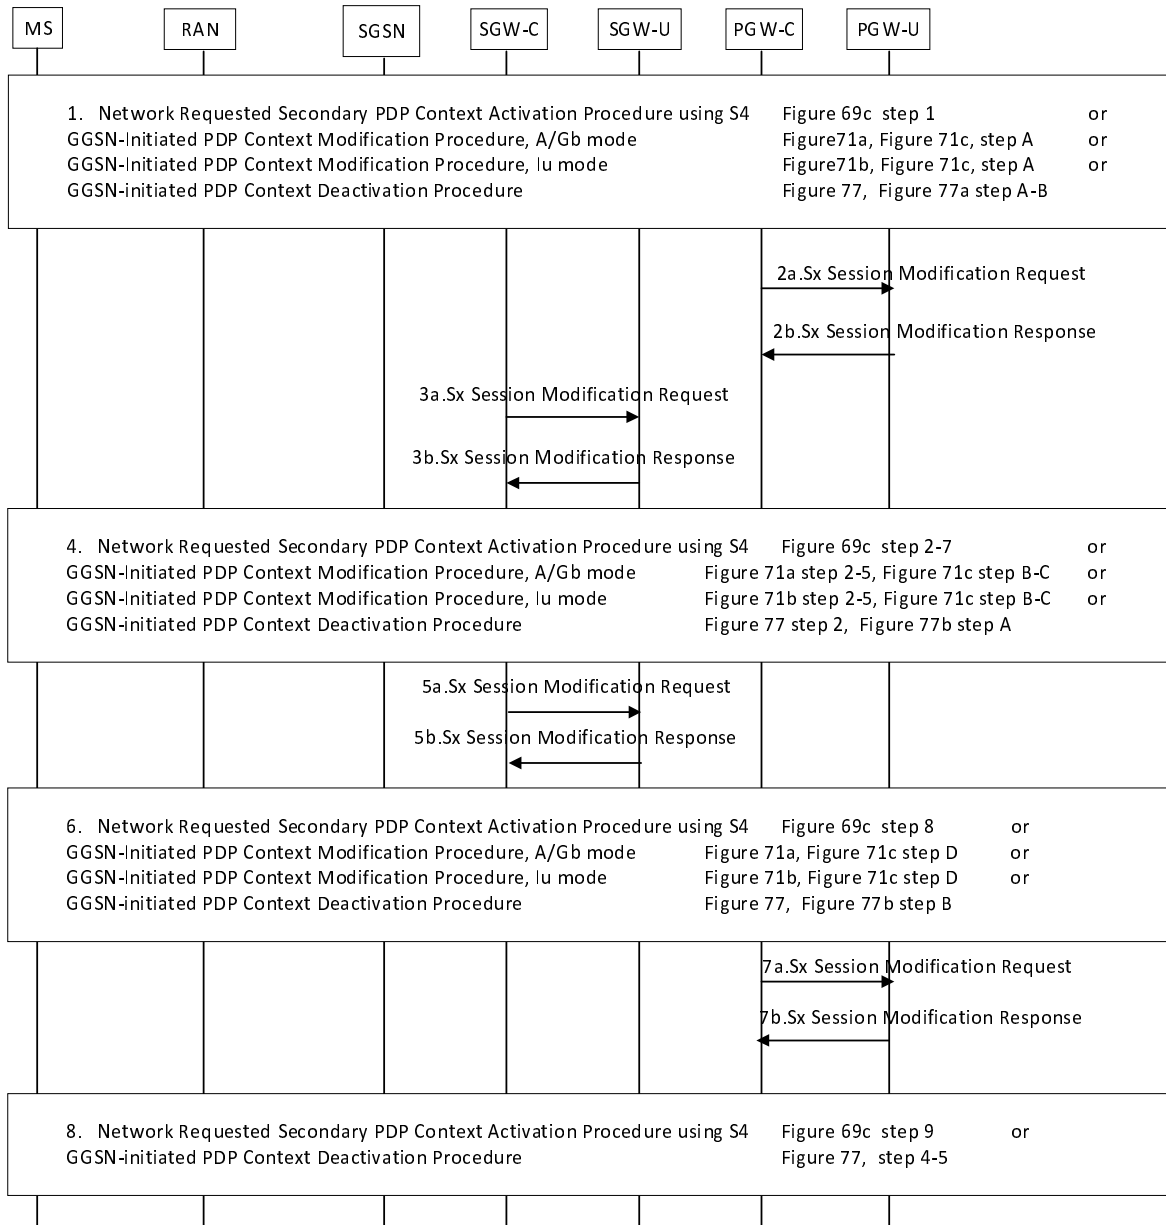 MS RAN SGSN SGW-C SGW-U PGW-C PGW-U
1. Network Requested Secondary PDP Context Activation Procedure using S4 Figure 69c step 1 or
GGSN-Initiated PDP Context Modification Procedure, A/Gb mode Figure71a, Figure 71c, step A or
GGSN-Initiated PDP Context Modification Procedure, Iu mode Figure71b, Figure 71c, step A or
GGSN-initiated PDP Context Deactivation Procedure Figure 77, Figure 77a step A-B
2a.Sx Session Modification Request
2b.Sx Session Modification Response
3a.Sx Session Modification Request
3b.Sx Session Modification Response
4. Network Requested Secondary PDP Context Activation Procedure using S4 Figure 69c step 2-7 or
GGSN-Initiated PDP Context Modification Procedure, A/Gb mode Figure 71a step 2-5, Figure 71c step B-C or
GGSN-Initiated PDP Context Modification Procedure, Iu mode Figure 71b step 2-5, Figure 71c step B-C or
GGSN-initiated PDP Context Deactivation Procedure Figure 77 step 2, Figure 77b step A
5a.Sx Session Modification Request
5b.Sx Session Modification Response
6. Network Requested Secondary PDP Context Activation Procedure using S4 Figure 69c step 8 or
GGSN-Initiated PDP Context Modification Procedure, A/Gb mode Figure 71a, Figure 71c step D or
GGSN-Initiated PDP Context Modification Procedure, Iu mode Figure 71b, Figure 71c step D or
GGSN-initiated PDP Context Deactivation Procedure Figure 77, Figure 77b step B
7a.Sx Session Modification Request
7b.Sx Session Modification Response
8. Network Requested Secondary PDP Context Activation Procedure using S4 Figure 69c step 9 or
GGSN-initiated PDP Context Deactivation Procedure Figure 77, step 4-5